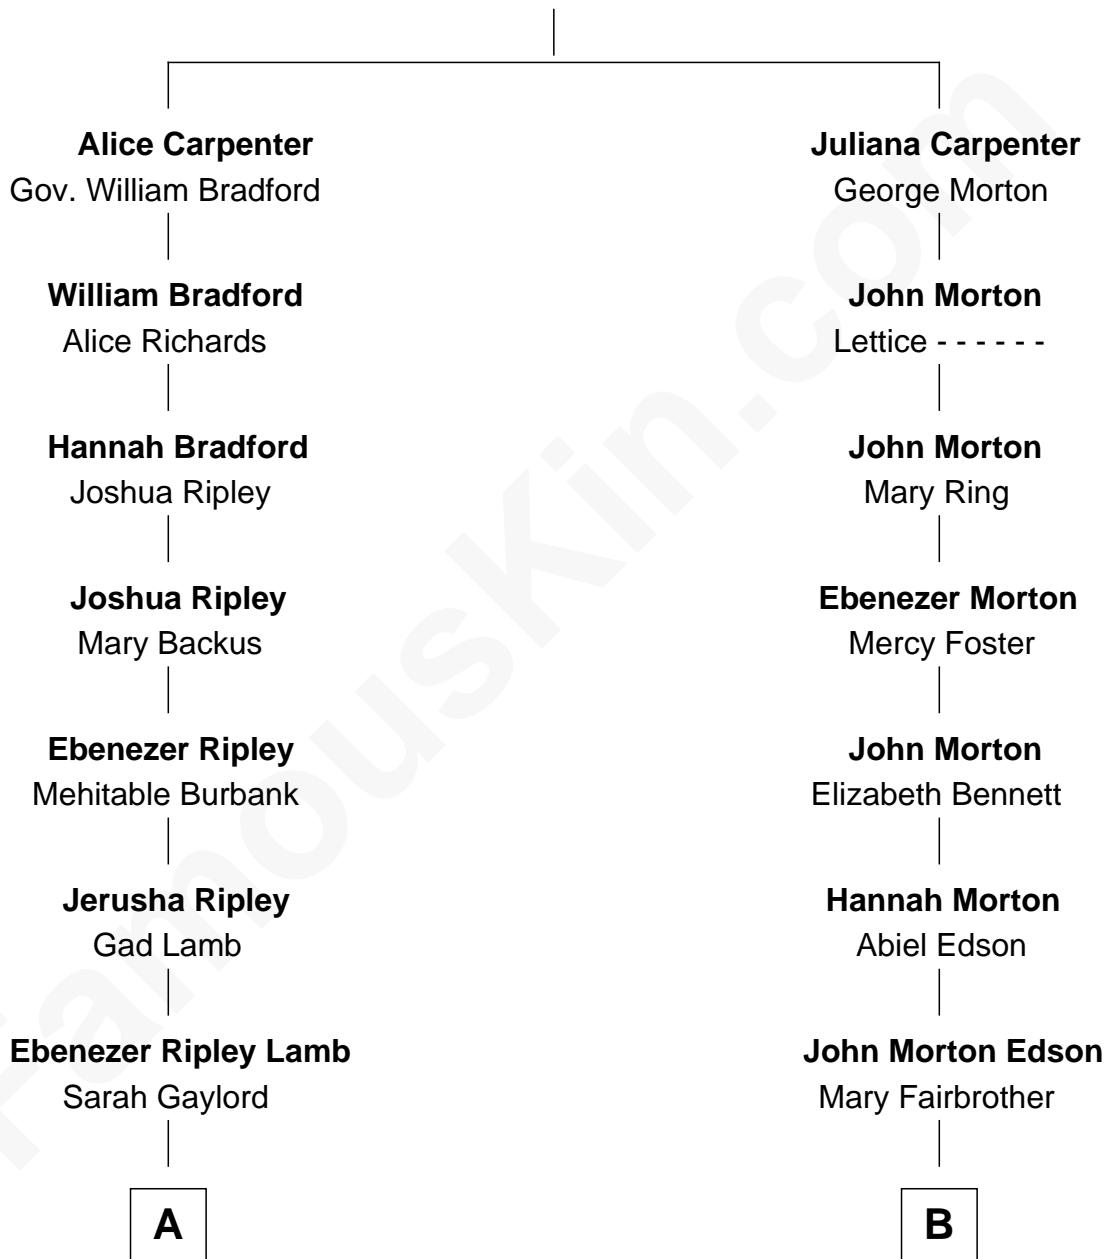 Alice Carpenter
Gov. William Bradford
William Bradford
Alice Richards
Hannah Bradford
Joshua Ripley
Joshua Ripley
Mary Backus
Ebenezer Ripley
Mehitable Burbank
Jerusha Ripley
Gad Lamb
Ebenezer Ripley Lamb
Sarah Gaylord
A
Juliana Carpenter
George Morton
John Morton
Lettice - - - - - -
John Morton
Mary Ring
Ebenezer Morton
Mercy Foster
John Morton
Elizabeth Bennett
Hannah Morton
Abiel Edson
John Morton Edson
Mary Fairbrother
B
FamousKin.com